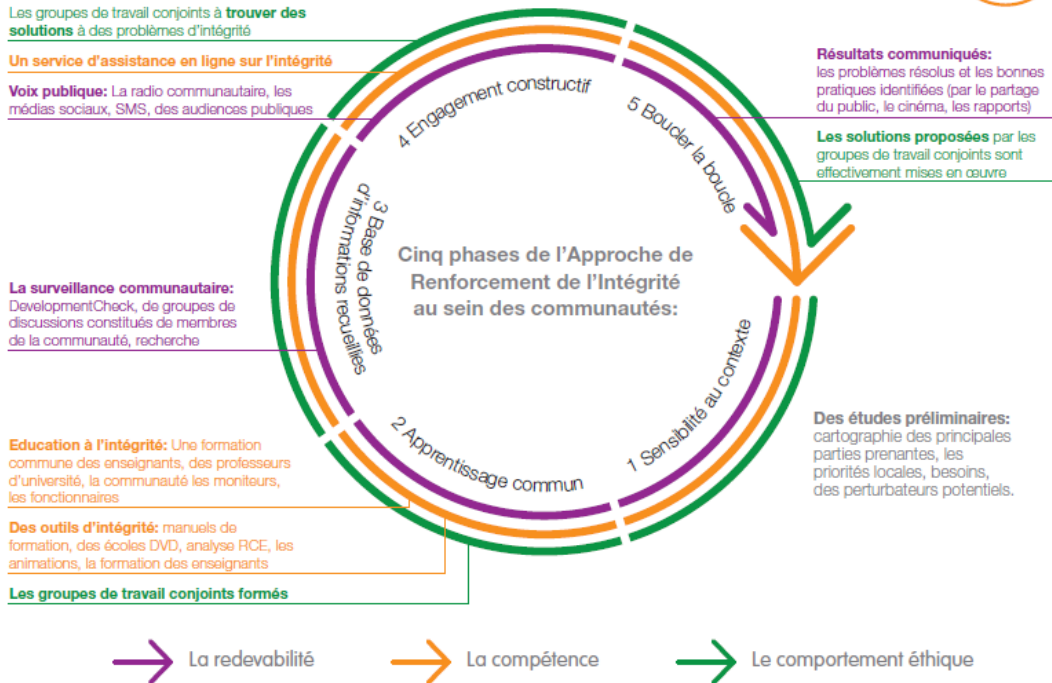 Les groupes de travail conjoints à trouver des
solutions à des problèmes d'intégrité
Un service d'assistance en ligne sur l'intégrité
Voix publique: La radio communautaire, les
médias sociaux, SMS, des audiences publiques
La surveillance communautaire:
DevelopmentCheck, de groupes de
discussions constitués de membres
de la communauté, recherche
Education à l'intégrité: Une formation
commune des enseignants, des professeurs
d'université, la communauté les moniteurs,
les fonctionnaires
Des outils d'intégrité: manuels de
formation, des écoles DVD, analyse RCE, les
animations, la formation des enseignants
Les groupes de travail conjoints formés
4 Engagement constructif
5 Boucler la boucle
3 Base de données
d'informations recueillies
Cinq phases de l'Approche de
Renforcement de l'Intégrité
au sein des communautés:
2 Apprentissage commun
1 Sensibilité au contexte
Résultats communiqués:
les problèmes résolus et les bonnes
pratiques identifiées (par le partage
du public, le cinéma, les rapports)
Les solutions proposées par les
groupes de travail conjoints sont
effectivement mises en œuvre
Des études préliminaires:
cartographie des principales
parties prenantes, les
priorités locales, besoins,
des perturbateurs potentiels.
La redevabilité
La compétence
Le comportement éthique